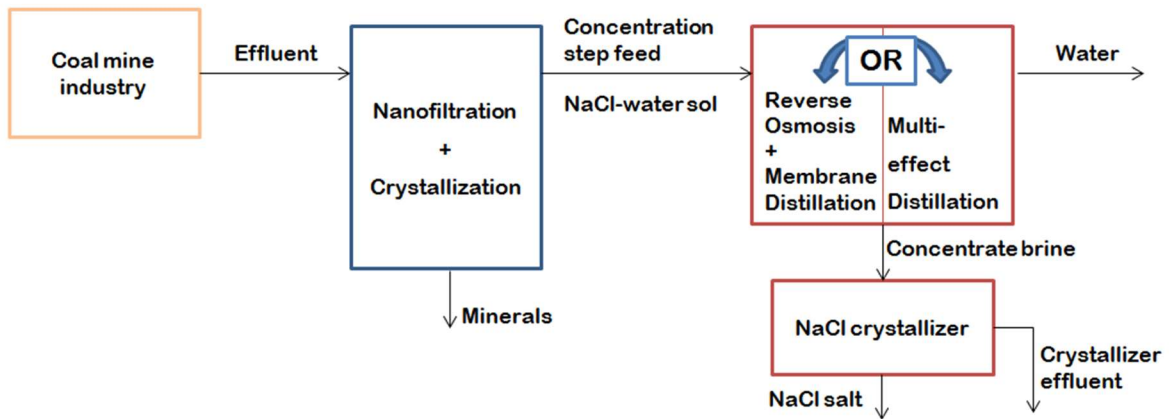 Coal mine
industry
Effluent
Nanofiltration
+
Crystallization
Minerals
Concentration
step feed
NaCl-water sol
OR
Reverse
Osmosis
+
Membrane
Distillation
Multi-
effect
Distillation
Water
Concentrate brine
NaCl crystallizer
Crystallizer
effluent
NaCl salt